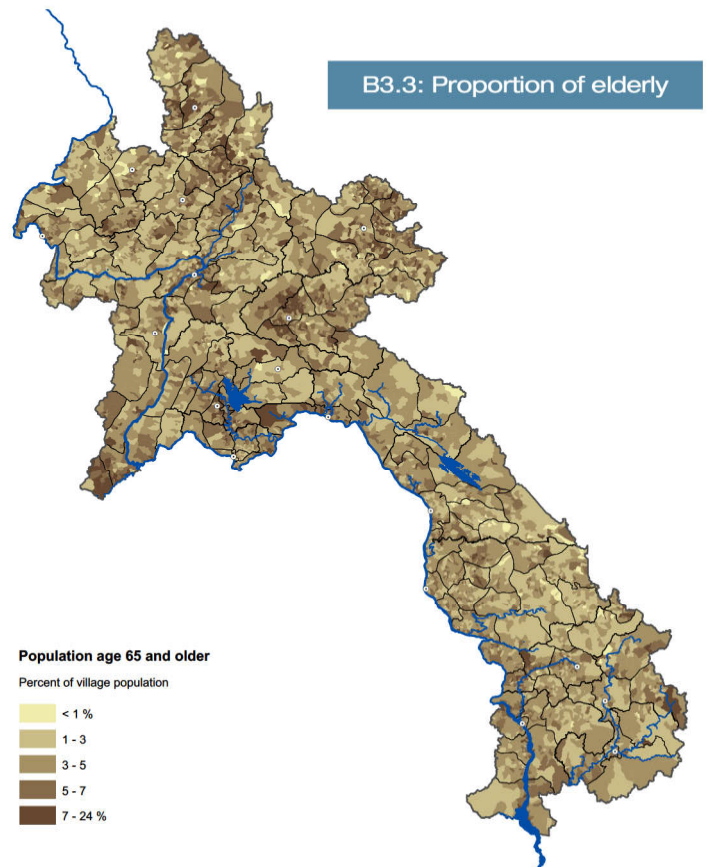 B3.3: Proportion of elderly
Population age 65 and older
Percent of village population
< 1 %
1 - 3
3 - 5
5 - 7
7 - 24 %